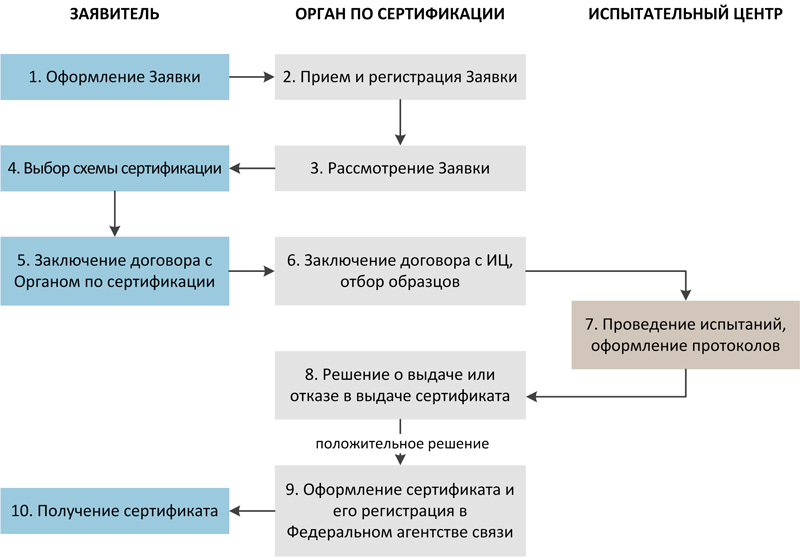 ЗАЯВИТЕЛЬ
ОРГАН ПО СЕРТИФИКАЦИИ
ИСПЫТАТЕЛЬНЫЙ ЦЕНТР
1. Оформление Заявки
2. Прием и регистрация Заявки
3. Рассмотрение Заявки
4. Выбор схемы сертификации
5. Заключение договора с
Органом по сертификации
6. Заключение договора с ИЦ,
отбор образцов
7. Проведение испытаний,
оформление протоколов
8. Решение о выдаче или
отказе в выдаче сертификата
положительное решение
9. Оформление сертификата и
его регистрация в
Федеральном агентстве связи
10. Получение сертификата